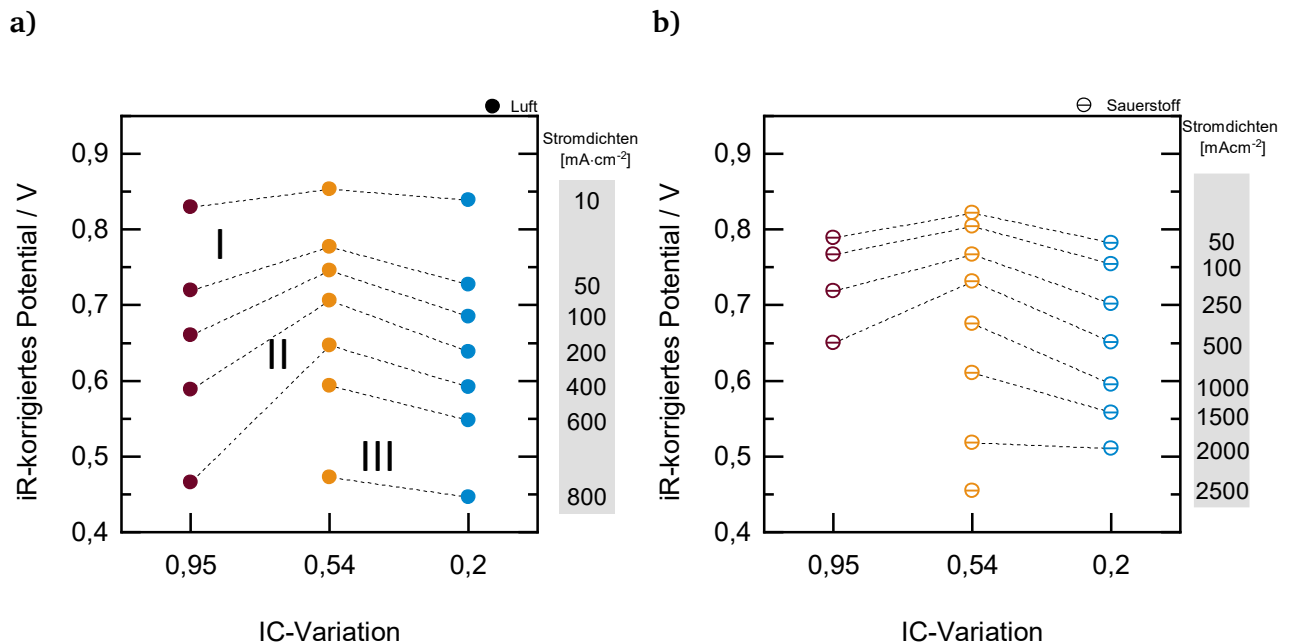 a)
Luft
Stromdichten
[mA·cm⁻²]
iR-korrigiertes Potential / V
0,9
0,8
0,7
0,6
0,5
0,4
I
II
III
10
50
100
200
400
600
800
0,95 0,54 0,2
IC-Variation
b)
Sauerstoff
Stromdichten
[mAcm⁻²]
iR-korrigiertes Potential / V
0,9
0,8
0,7
0,6
0,5
0,4
50
100
250
500
1000
1500
2000
2500
0,95 0,54 0,2
IC-Variation